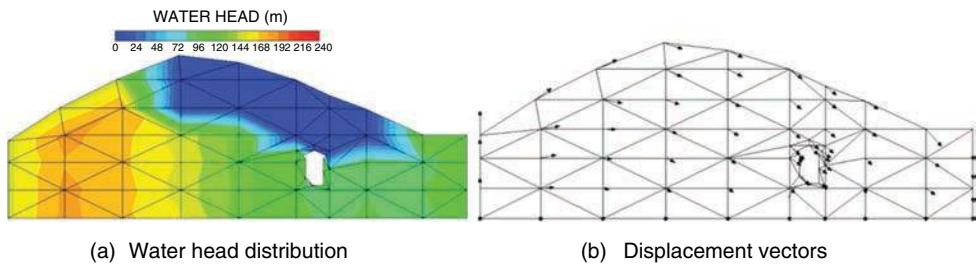 WATER HEAD (m)
0 24 48 72 96 120 144 168 192 216 240
(a) Water head distribution
(b) Displacement vectors